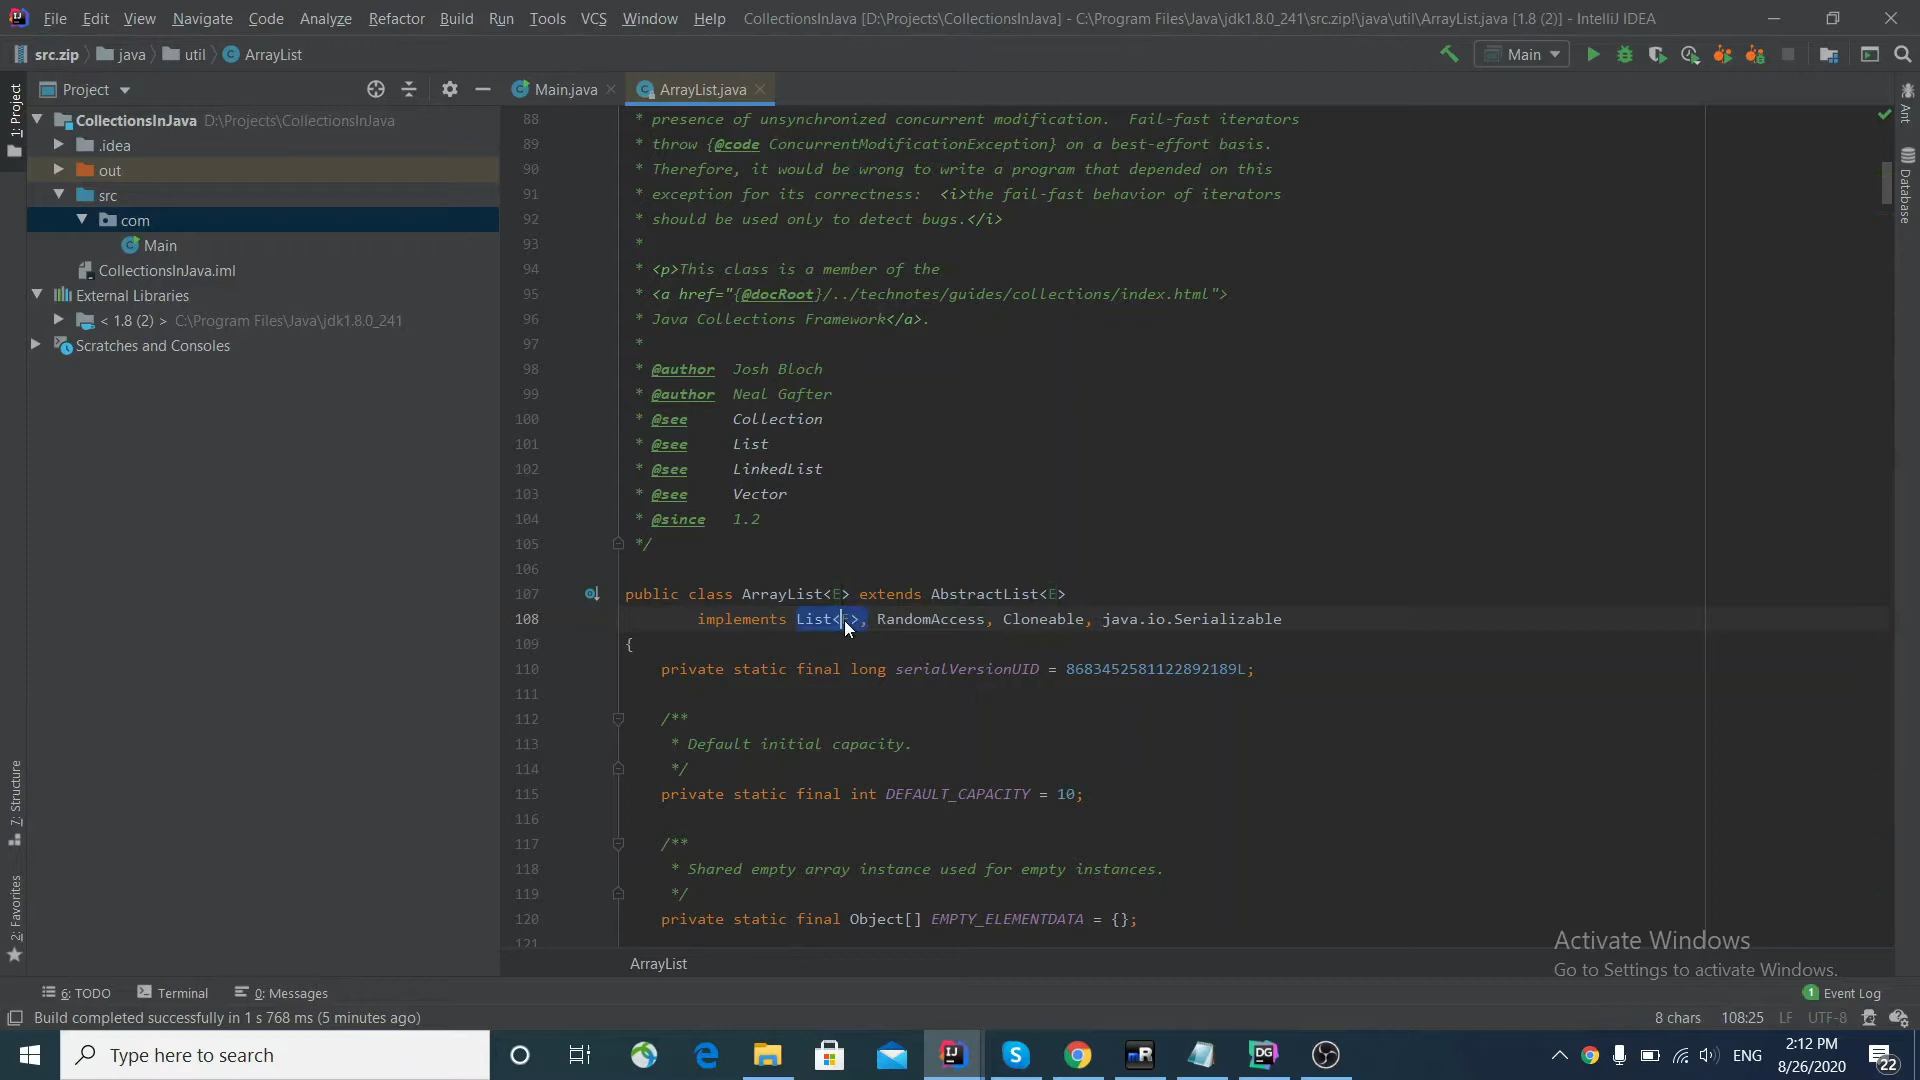 File Edit View Navigate Code Analyze Refactor Build Run Tools VCS Window Help CollectionsInJava [D:\Projects\CollectionsInJava] - C:\Program Files\Java\jdk1.8.0_241\src.zip!\java\util\ArrayList.java [1.8 (2)] - IntelliJ IDEA
src.zip java util ArrayList Main
Project Main.java ArrayList.java
1: Project
7: Structure
2: Favorites
CollectionsInJava D:\Projects\CollectionsInJava
.idea
out
src
com
Main
CollectionsInJava.iml
External Libraries
< 1.8 (2) > C:\Program Files\Java\jdk1.8.0_241
Scratches and Consoles
88 * presence of unsynchronized concurrent modification. Fail-fast iterators
89 * throw {@code ConcurrentModificationException} on a best-effort basis.
90 * Therefore, it would be wrong to write a program that depended on this
91 * exception for its correctness: <i>the fail-fast behavior of iterators
92 * should be used only to detect bugs.</i>
93 *
94 * <p>This class is a member of the
95 * <a href="{@docRoot}/../technotes/guides/collections/index.html">
96 * Java Collections Framework</a>.
97 *
98 * @author Josh Bloch
99 * @author Neal Gafter
100 * @see Collection
101 * @see List
102 * @see LinkedList
103 * @see Vector
104 * @since 1.2
105 */
106
107 public class ArrayList<E> extends AbstractList<E>
108 implements List<E>, RandomAccess, Cloneable, java.io.Serializable
109 {
110 private static final long serialVersionUID = 8683452581122892189L;
111
112 /**
113 * Default initial capacity.
114 */
115 private static final int DEFAULT_CAPACITY = 10;
116
117 /**
118 * Shared empty array instance used for empty instances.
119 */
120 private static final Object[] EMPTY_ELEMENTDATA = {};
121
ArrayList
Ant
Database
Activate Windows
Go to Settings to activate Windows.
6: TODO Terminal 0: Messages 1 Event Log
Build completed successfully in 1 s 768 ms (5 minutes ago) 8 chars 108:25 LF UTF-8
Type here to search ENG 2:12 PM
8/26/2020 22